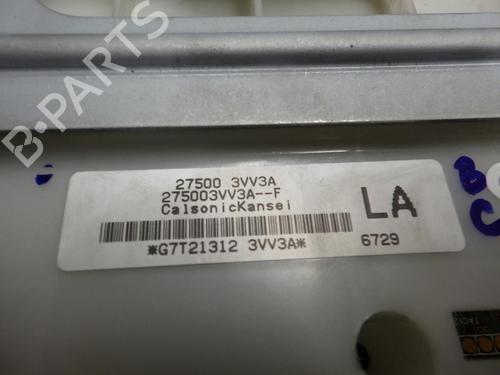 B-PARTS
27500 3VV3A
275003VV3A--F
CalsonicKansei
LA
*G7T21312 3VV3A*
6729
B
C